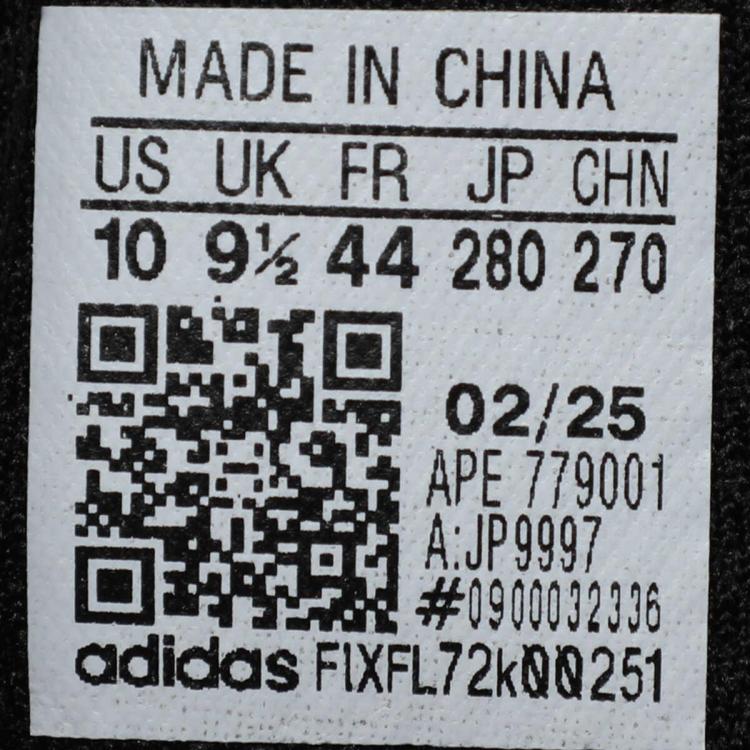 MADE IN CHINA
US UK FR JP CHN
10 9½ 44 280 270
02/25
APE 779001
A:JP9997
#0900032336
adidas FIXFL72k00251